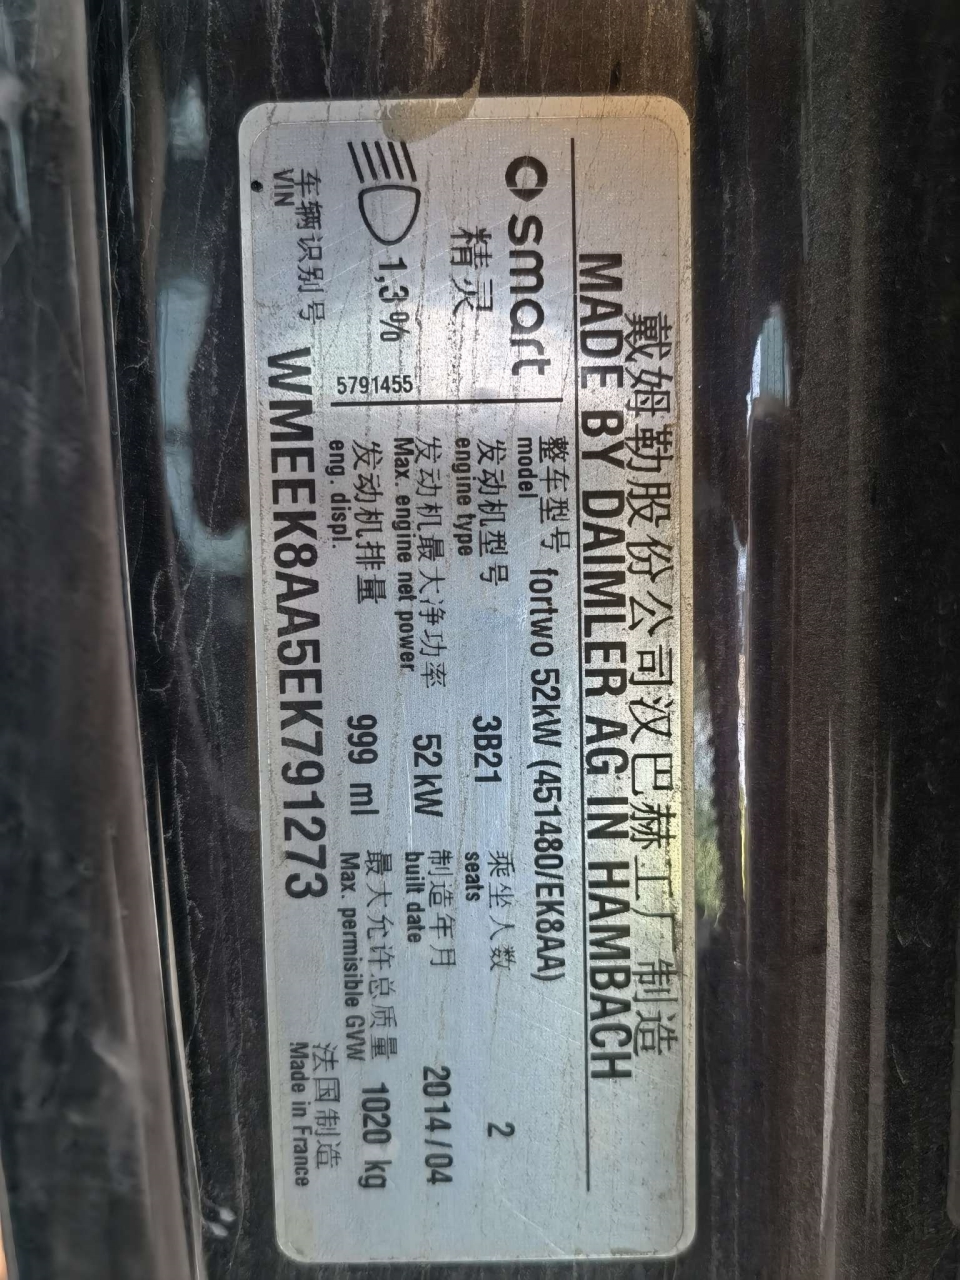 戴姆勒股份公司汉巴赫工厂制造
MADE BY DAIMLER AG IN HAMBACH
smart
精灵
1,3%
5791455
整车型号
model
fortwo 52kW (451480/EK8AA)
发动机型号
engine type
3B21
乘坐人数
seats
2
发动机最大净功率
Max. engine net power
52 kW
制造年月
built date
2014/04
发动机排量
eng. displ.
999 ml
最大允许总质量
Max. permisible GVW
1020 kg
车辆识别号
VIN
WMEEK8AA5EK791273
法国制造
Made in France